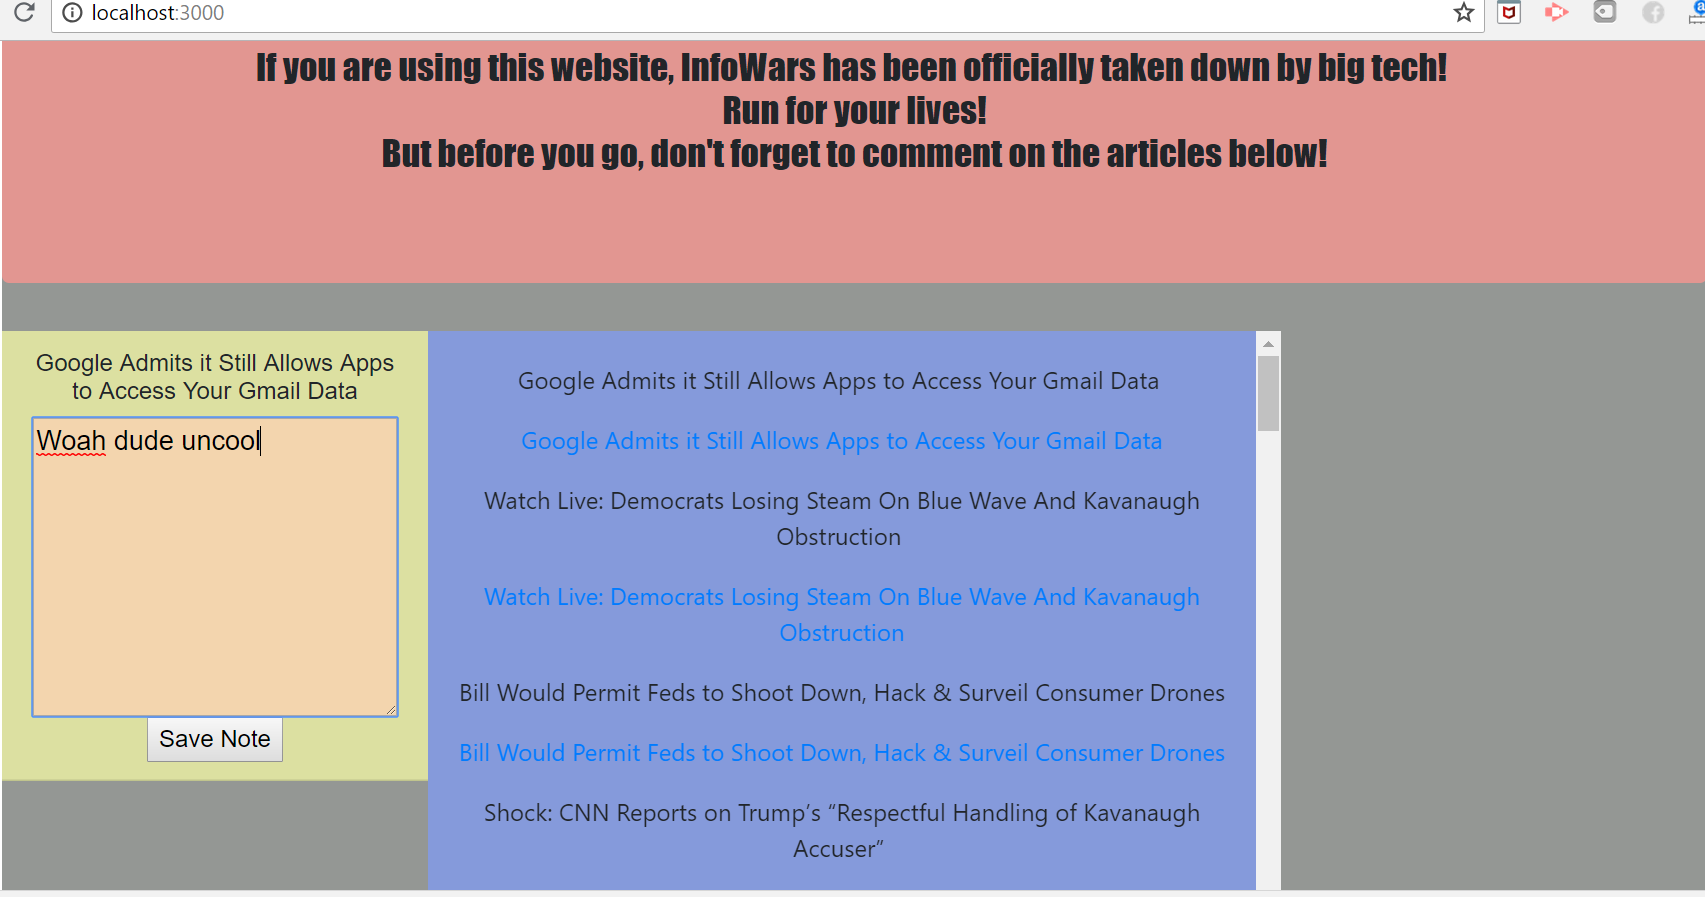 localhost:3000
If you are using this website, InfoWars has been officially taken down by big tech!
Run for your lives!
But before you go, don't forget to comment on the articles below!
Google Admits it Still Allows Apps
to Access Your Gmail Data
Woah dude uncool
Save Note
Google Admits it Still Allows Apps to Access Your Gmail Data
Google Admits it Still Allows Apps to Access Your Gmail Data
Watch Live: Democrats Losing Steam On Blue Wave And Kavanaugh
Obstruction
Watch Live: Democrats Losing Steam On Blue Wave And Kavanaugh
Obstruction
Bill Would Permit Feds to Shoot Down, Hack & Surveil Consumer Drones
Bill Would Permit Feds to Shoot Down, Hack & Surveil Consumer Drones
Shock: CNN Reports on Trump’s “Respectful Handling of Kavanaugh
Accuser”